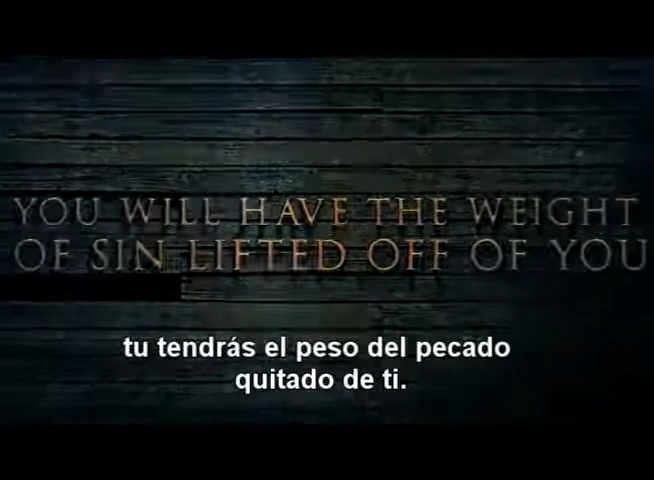 YOU WILL HAVE THE WEIGHT
OF SIN LIFTED OFF OF YOU
tu tendrás el peso del pecado
quitado de ti.